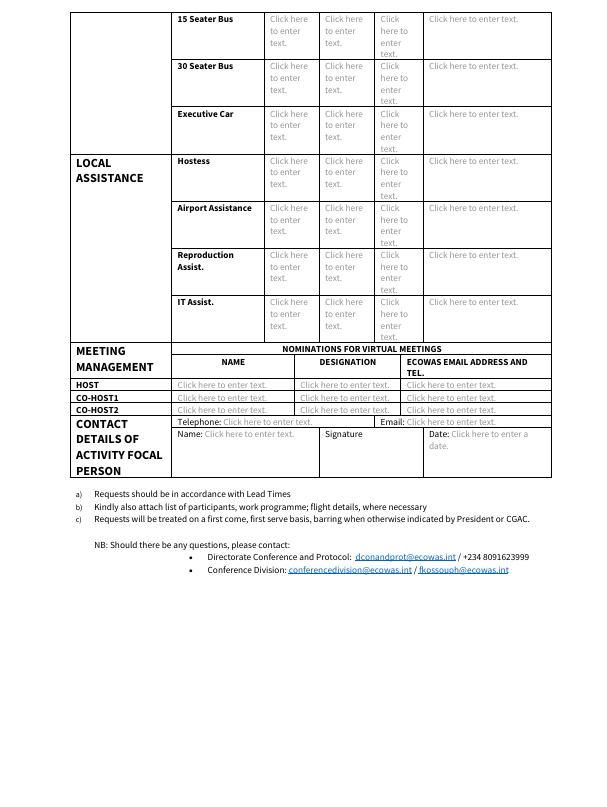 15 Seater Bus Click here Click here Click Click here to enter text.
to enter to enter here to
text. text. enter
text.
30 Seater Bus Click here Click here Click Click here to enter text.
to enter to enter here to
text. text. enter
text.
Executive Car Click here Click here Click Click here to enter text.
to enter to enter here to
text. text. enter
text.
LOCAL Hostess Click here Click here Click Click here to enter text.
ASSISTANCE to enter to enter here to
text. text. enter
text.
Airport Assistance Click here Click here Click Click here to enter text.
to enter to enter here to
text. text. enter
text.
Reproduction Click here Click here Click Click here to enter text.
Assist. to enter to enter here to
text. text. enter
text.
IT Assist. Click here Click here Click Click here to enter text.
to enter to enter here to
text. text. enter
text.
MEETING NOMINATIONS FOR VIRTUAL MEETINGS
MANAGEMENT NAME DESIGNATION ECOWAS EMAIL ADDRESS AND
TEL.
HOST Click here to enter text. Click here to enter text. Click here to enter text.
CO-HOST1 Click here to enter text. Click here to enter text. Click here to enter text.
CO-HOST2 Click here to enter text. Click here to enter text. Click here to enter text.
CONTACT Telephone: Click here to enter text. Email: Click here to enter text.
DETAILS OF Name: Click here to enter text. Signature Date: Click here to enter a
ACTIVITY FOCAL date.
PERSON
a) Requests should be in accordance with Lead Times
b) Kindly also attach list of participants, work programme; flight details, where necessary
c) Requests will be treated on a first come, first serve basis, barring when otherwise indicated by President or CGAC.
NB: Should there be any questions, please contact:
• Directorate Conference and Protocol: dconandprot@ecowas.int / +234 8091623999
• Conference Division: conferencedivision@ecowas.int / fkossouoh@ecowas.int